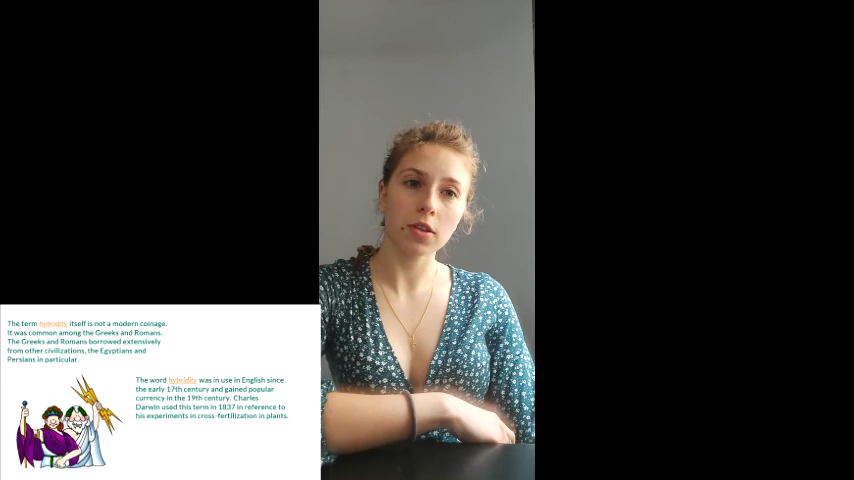 The term hybridity itself is not a modern coinage.
It was common among the Greeks and Romans.
The Greeks and Romans borrowed extensively
from other civilizations, the Egyptians and
Persians in particular.
The word hybridity was in use in English since
the early 17th century and gained popular
currency in the 19th century. Charles
Darwin used this term in 1837 in reference to
his experiments in cross-fertilization in plants.